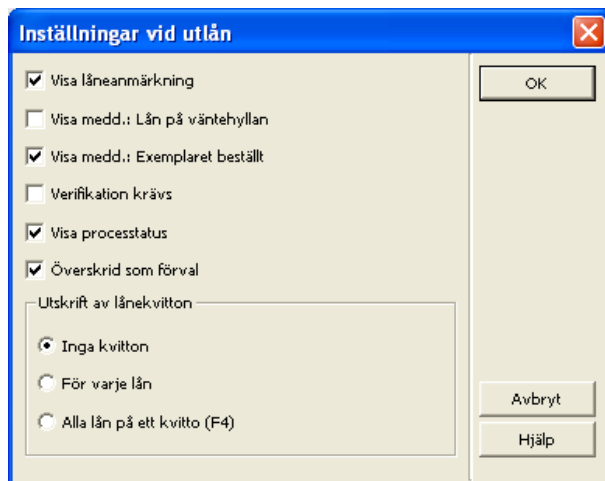 Inställningar vid utlån
Visa låneanmärkning
OK
Visa medd.: Lån på väntehyllan
Visa medd.: Exemplaret beställt
Verifikation krävs
Visa processtatus
Överskrid som förval
Utskrift av lånekvitton
Inga kvitton
För varje lån
Alla lån på ett kvitto (F4)
Avbryt
Hjälp